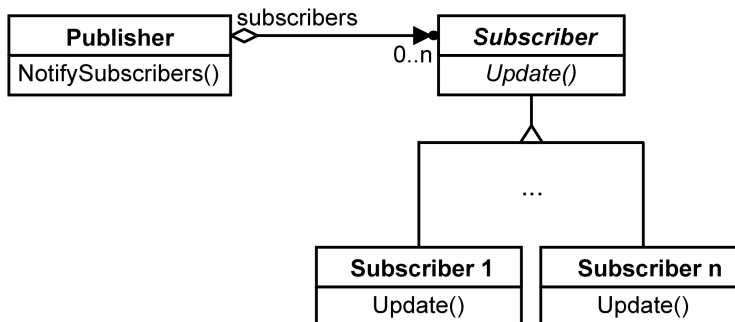 subscribers
Publisher
NotifySubscribers()
0..n
Subscriber
Update()
...
Subscriber 1
Update()
Subscriber n
Update()